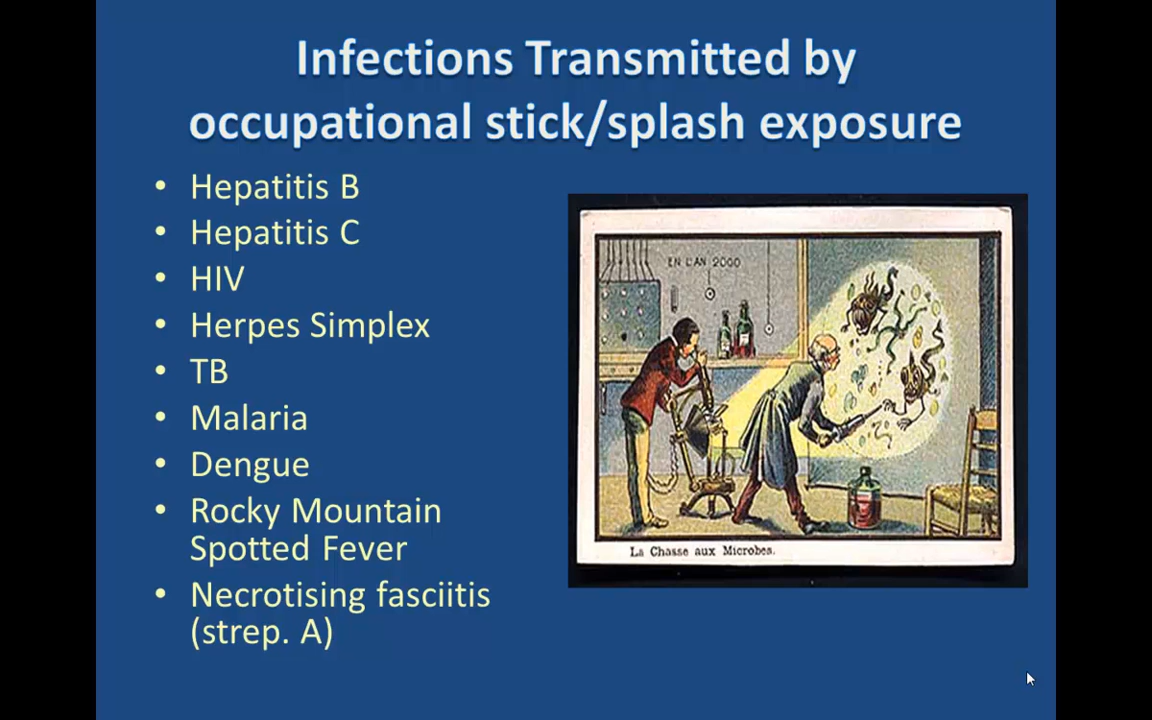 Infections Transmitted by
occupational stick/splash exposure
• Hepatitis B
• Hepatitis C
• HIV
• Herpes Simplex
• TB
• Malaria
• Dengue
• Rocky Mountain
Spotted Fever
• Necrotising fasciitis
(strep. A)
EN L'AN 2000
La Chasse aux Microbes.